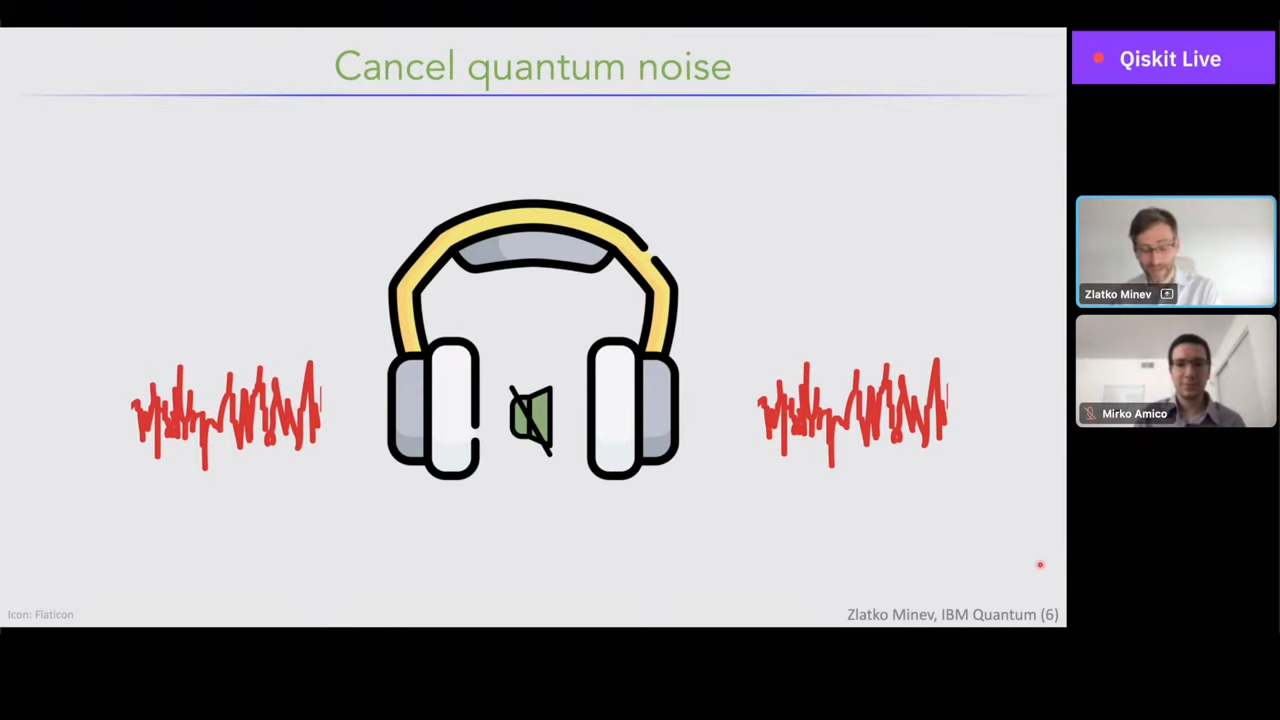 Cancel quantum noise
Qiskit Live
Zlatko Minev
Mirko Amico
Icon: Flaticon
Zlatko Minev, IBM Quantum (6)